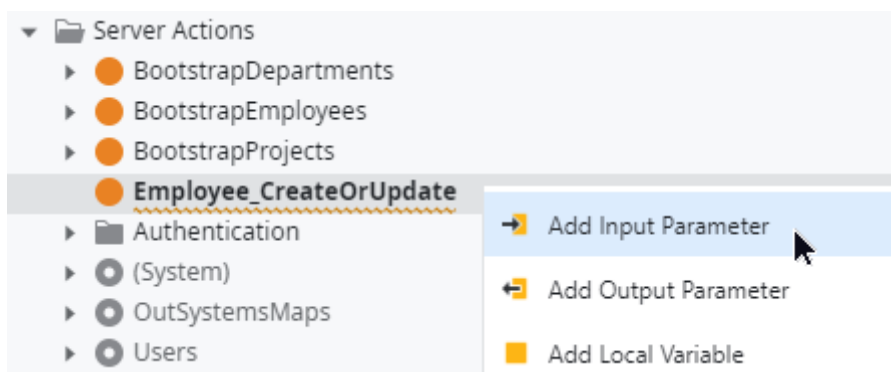 Server Actions
BootstrapDepartments
BootstrapEmployees
BootstrapProjects
Employee_CreateOrUpdate
Authentication
(System)
OutSystemsMaps
Users
Add Input Parameter
Add Output Parameter
Add Local Variable